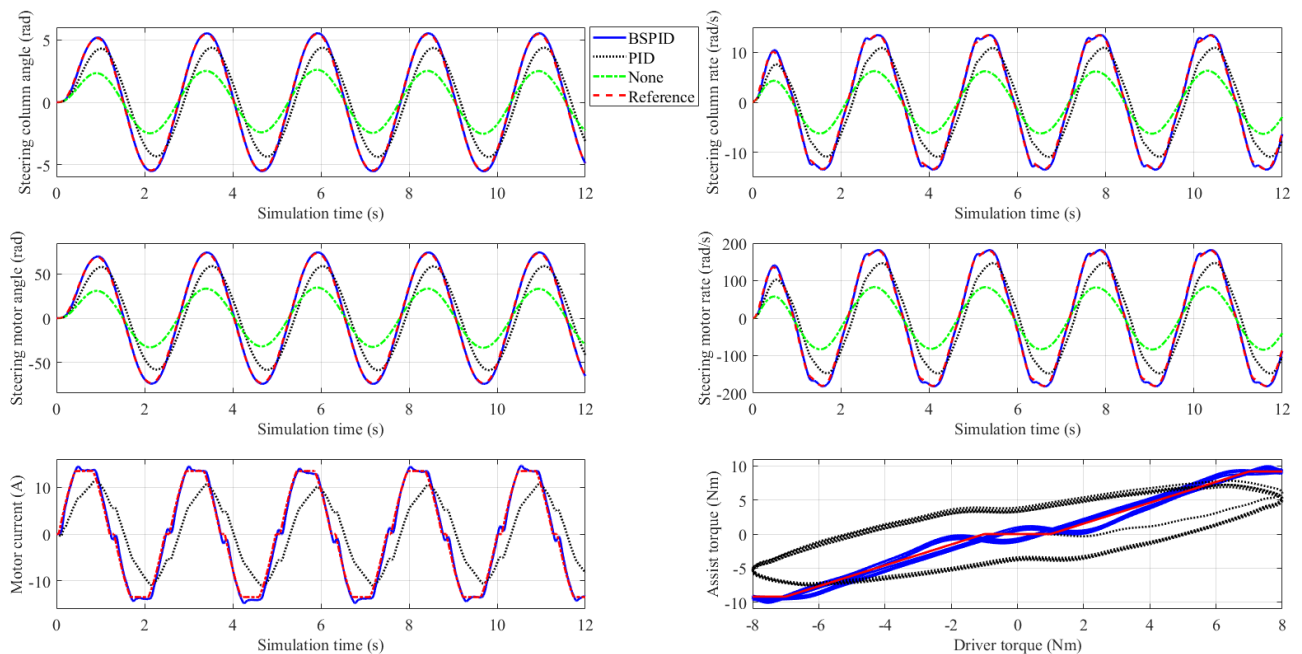 Steering column angle (rad)
5
0
-5
0 2 4 6 8 10 12
Simulation time (s)
BSPID
PID
None
Reference
Steering column rate (rad/s)
10
0
-10
0 2 4 6 8 10 12
Simulation time (s)
Steering motor angle (rad)
50
0
-50
0 2 4 6 8 10 12
Simulation time (s)
Steering motor rate (rad/s)
200
100
0
-100
-200
0 2 4 6 8 10 12
Simulation time (s)
Motor current (A)
10
0
-10
0 2 4 6 8 10 12
Simulation time (s)
Assist torque (Nm)
10
5
0
-5
-10
-8 -6 -4 -2 0 2 4 6 8
Driver torque (Nm)